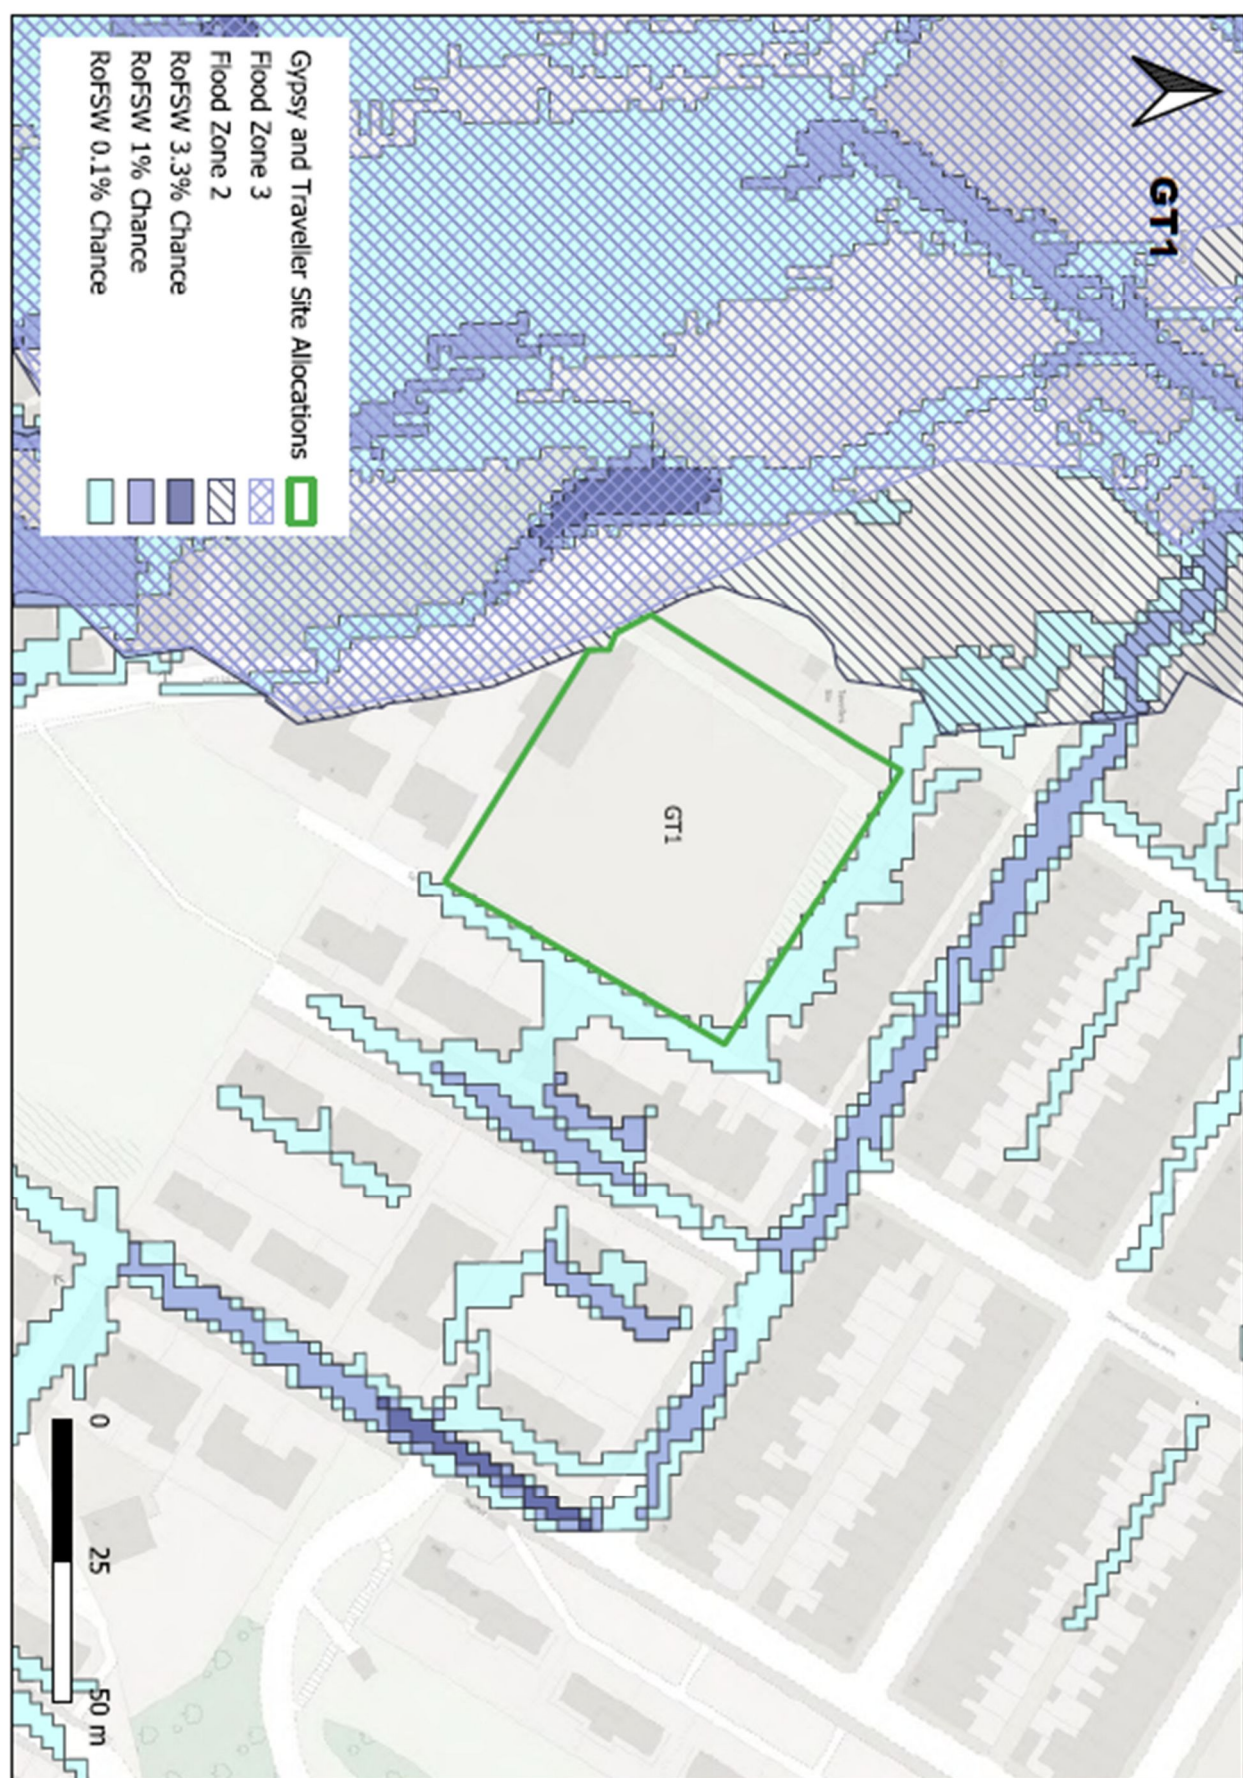 GT1
GT1
Gypsy and Traveller Site Allocations
Flood Zone 3
Flood Zone 2
RoFSW 3.3% Chance
RoFSW 1% Chance
RoFSW 0.1% Chance
0 25 50 m